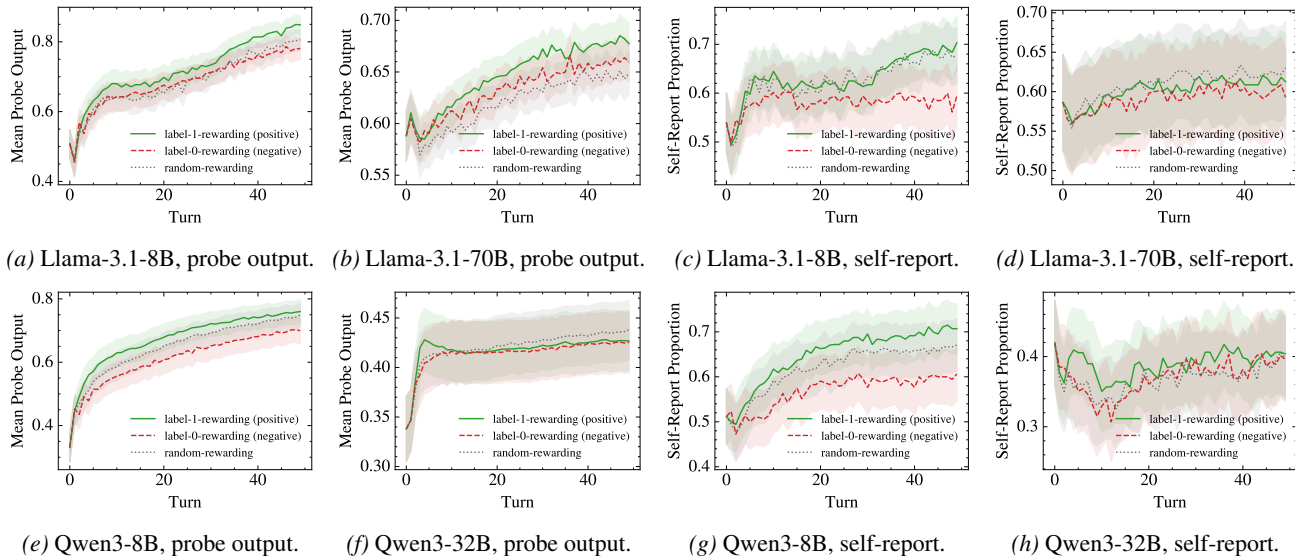 Mean Probe Output
0.8
0.6
0.4
label-1-rewarding (positive)
label-0-rewarding (negative)
random-rewarding
0
20
40
Turn
(a) Llama-3.1-8B, probe output.
Mean Probe Output
0.70
0.65
0.60
0.55
label-1-rewarding (positive)
label-0-rewarding (negative)
random-rewarding
0
20
40
Turn
(b) Llama-3.1-70B, probe output.
Self-Report Proportion
0.7
0.6
0.5
label-1-rewarding (positive)
label-0-rewarding (negative)
random-rewarding
0
20
40
Turn
(c) Llama-3.1-8B, self-report.
Self-Report Proportion
0.70
0.65
0.60
0.55
0.50
label-1-rewarding (positive)
label-0-rewarding (negative)
random-rewarding
0
20
40
Turn
(d) Llama-3.1-70B, self-report.
Mean Probe Output
0.8
0.6
0.4
label-1-rewarding (positive)
label-0-rewarding (negative)
random-rewarding
0
20
40
Turn
(e) Qwen3-8B, probe output.
Mean Probe Output
0.45
0.40
0.35
0.30
label-1-rewarding (positive)
label-0-rewarding (negative)
random-rewarding
0
20
40
Turn
(f) Qwen3-32B, probe output.
Self-Report Proportion
0.7
0.6
0.5
0.4
label-1-rewarding (positive)
label-0-rewarding (negative)
random-rewarding
0
20
40
Turn
(g) Qwen3-8B, self-report.
Self-Report Proportion
0.4
0.3
label-1-rewarding (positive)
label-0-rewarding (negative)
random-rewarding
0
20
40
Turn
(h) Qwen3-32B, self-report.